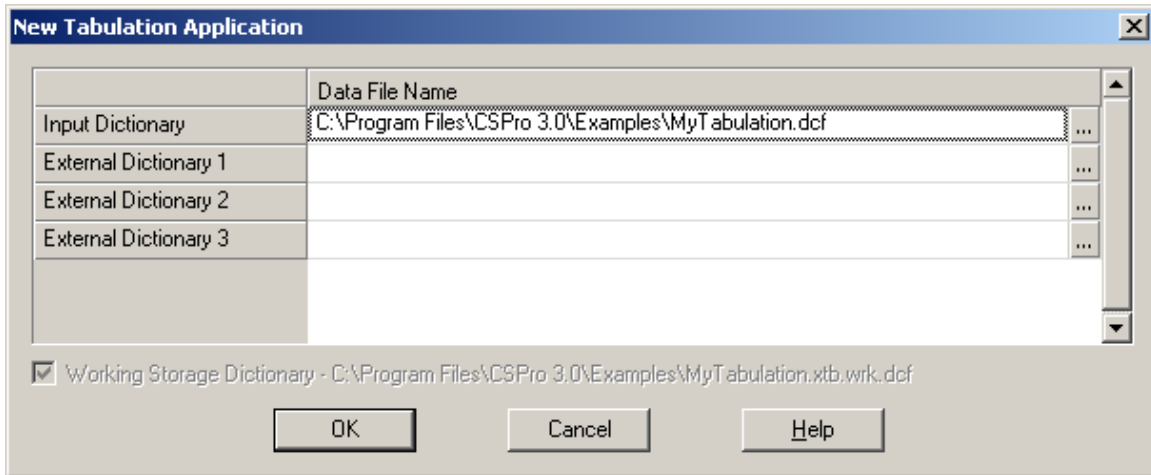 New Tabulation Application
Data File Name
Input Dictionary C:\Program Files\CSPro 3.0\Examples\MyTabulation.dcf ...
External Dictionary 1 ...
External Dictionary 2 ...
External Dictionary 3 ...
Working Storage Dictionary - C:\Program Files\CSPro 3.0\Examples\MyTabulation.xtb.wrk.dcf
OK Cancel Help